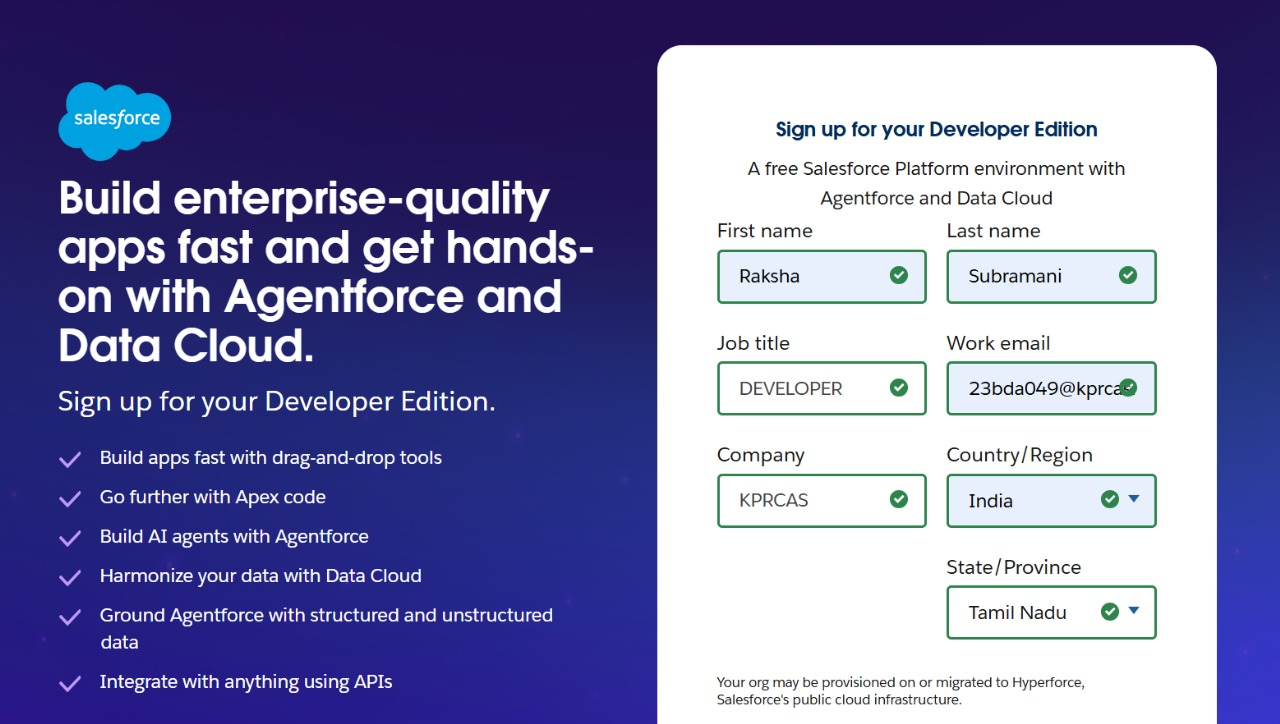 salesforce
Build enterprise-quality
apps fast and get hands-
on with Agentforce and
Data Cloud.
Sign up for your Developer Edition.
Build apps fast with drag-and-drop tools
Go further with Apex code
Build AI agents with Agentforce
Harmonize your data with Data Cloud
Ground Agentforce with structured and unstructured
data
Integrate with anything using APIs
Sign up for your Developer Edition
A free Salesforce Platform environment with
Agentforce and Data Cloud
First name
Last name
Raksha
Subramani
Job title
Work email
DEVELOPER
23bda049@kprca
Company
Country/Region
KPRCAS
India
State/Province
Tamil Nadu
Your org may be provisioned on or migrated to Hyperforce,
Salesforce's public cloud infrastructure.